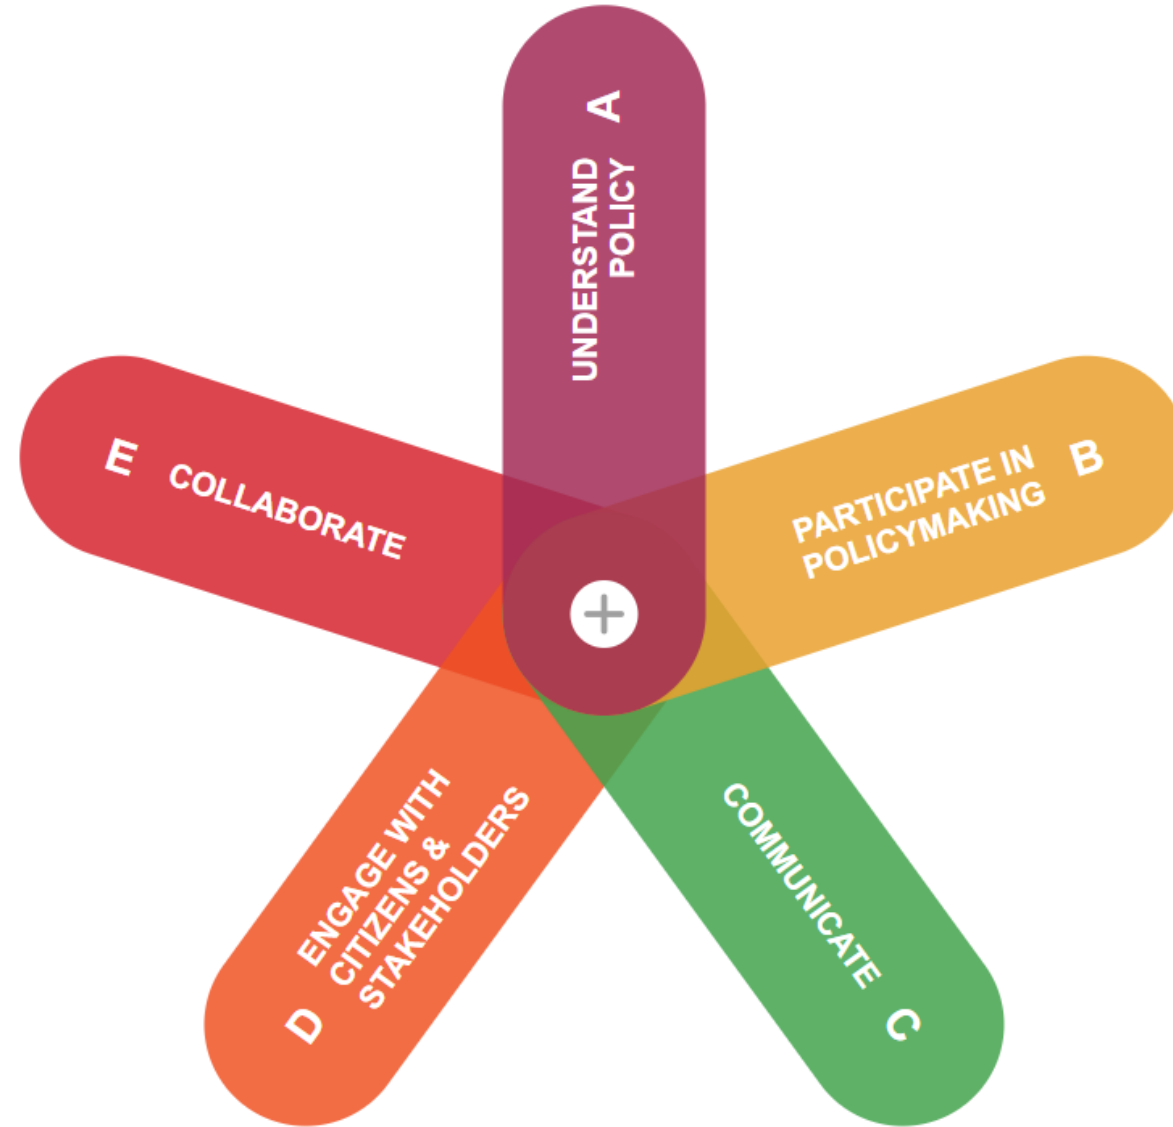 A
UNDERSTAND
POLICY
B
PARTICIPATE IN
POLICYMAKING
C
COMMUNICATE
D
ENGAGE WITH
CITIZENS &
STAKEHOLDERS
E
COLLABORATE